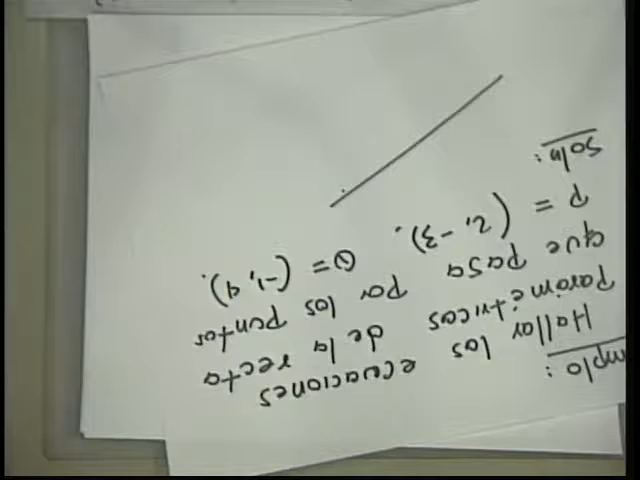 mplo:
Hallar las ecuaciones
Paramétricas de la recta
que pasa por los puntos
P = (2, -3). Q = (-1, 4).
Soln: